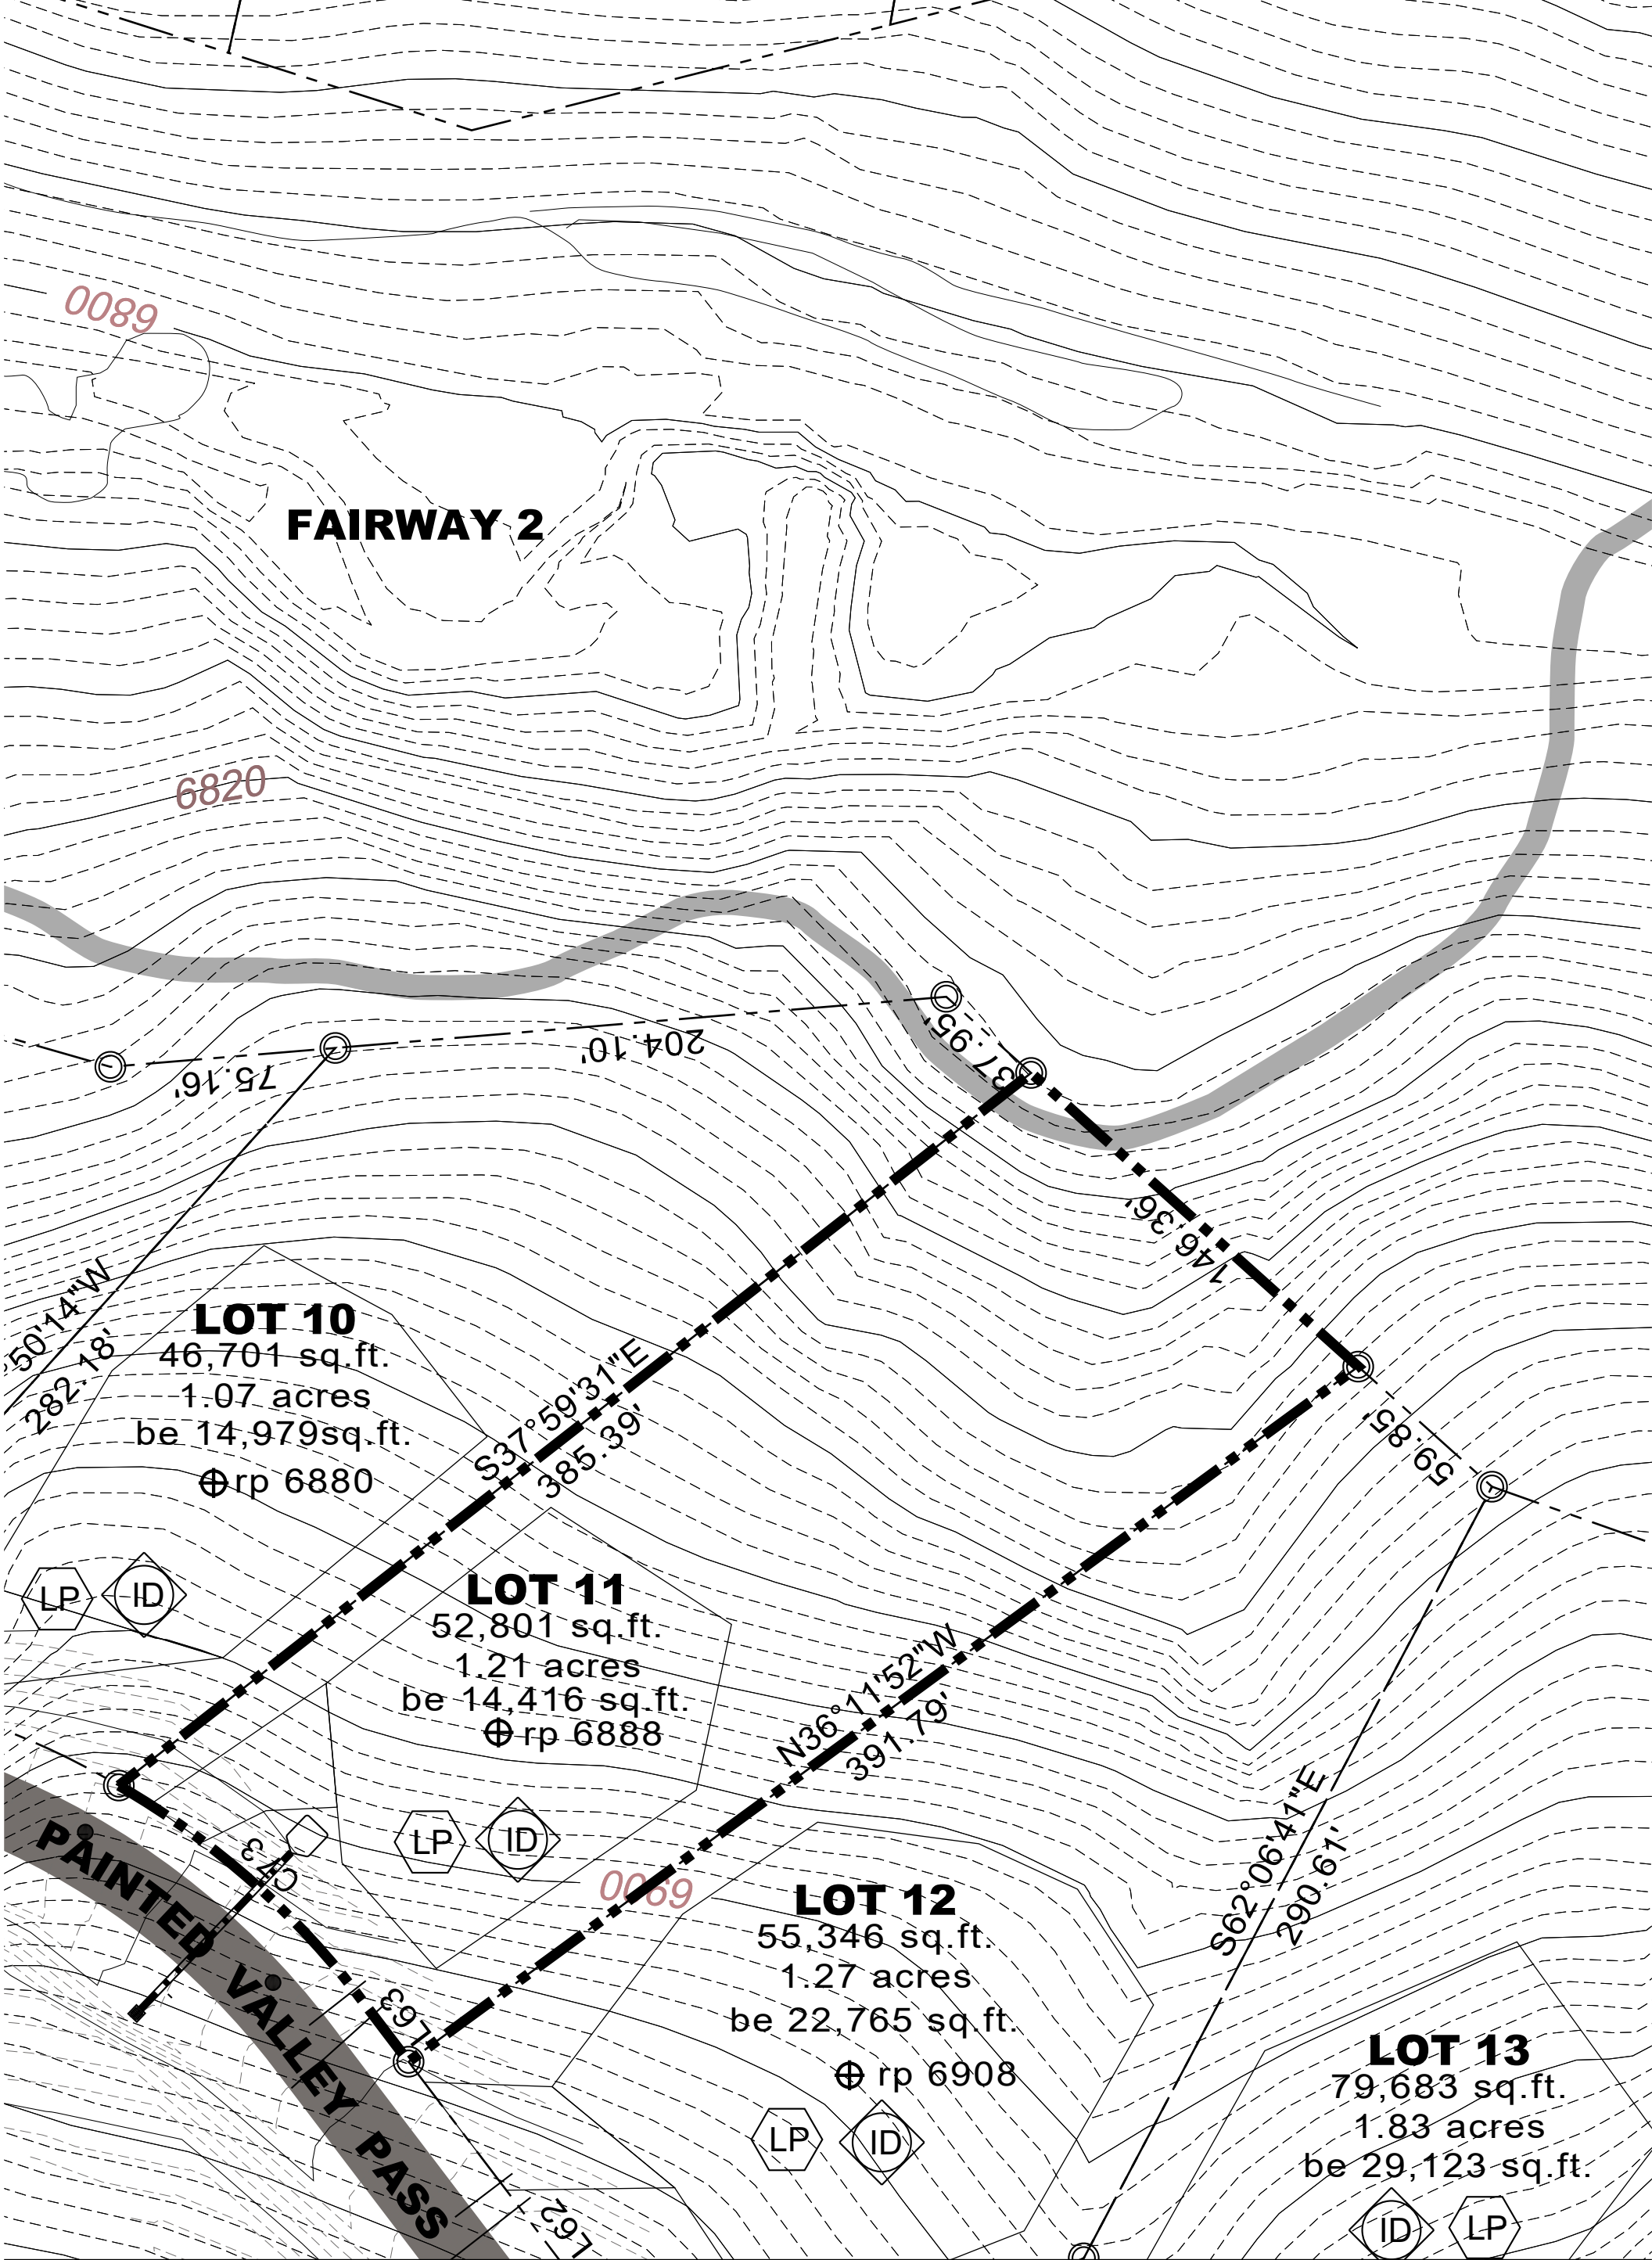 6800
FAIRWAY 2
6820
37.95'
204.10'
75.16'
146.36'
50'14"W
282.18'
LOT 10
46,701 sq.ft.
1.07 acres
be 14,979sq.ft.
rp 6880
S37°59'31"E
385.39'
59.85'
LP
ID
LOT 11
52,801 sq.ft.
1.21 acres
be 14,416 sq.ft.
rp 6888
N36°11'52"W
391.79'
LP
ID
C73
PAINTED VALLEY PASS
6900
L63
LOT 12
55,346 sq.ft.
1.27 acres
be 22,765 sq.ft.
rp 6908
LP
ID
S62°06'41"E
290.61'
LOT 13
79,683 sq.ft.
1.83 acres
be 29,123 sq.ft.
ID
LP
L62